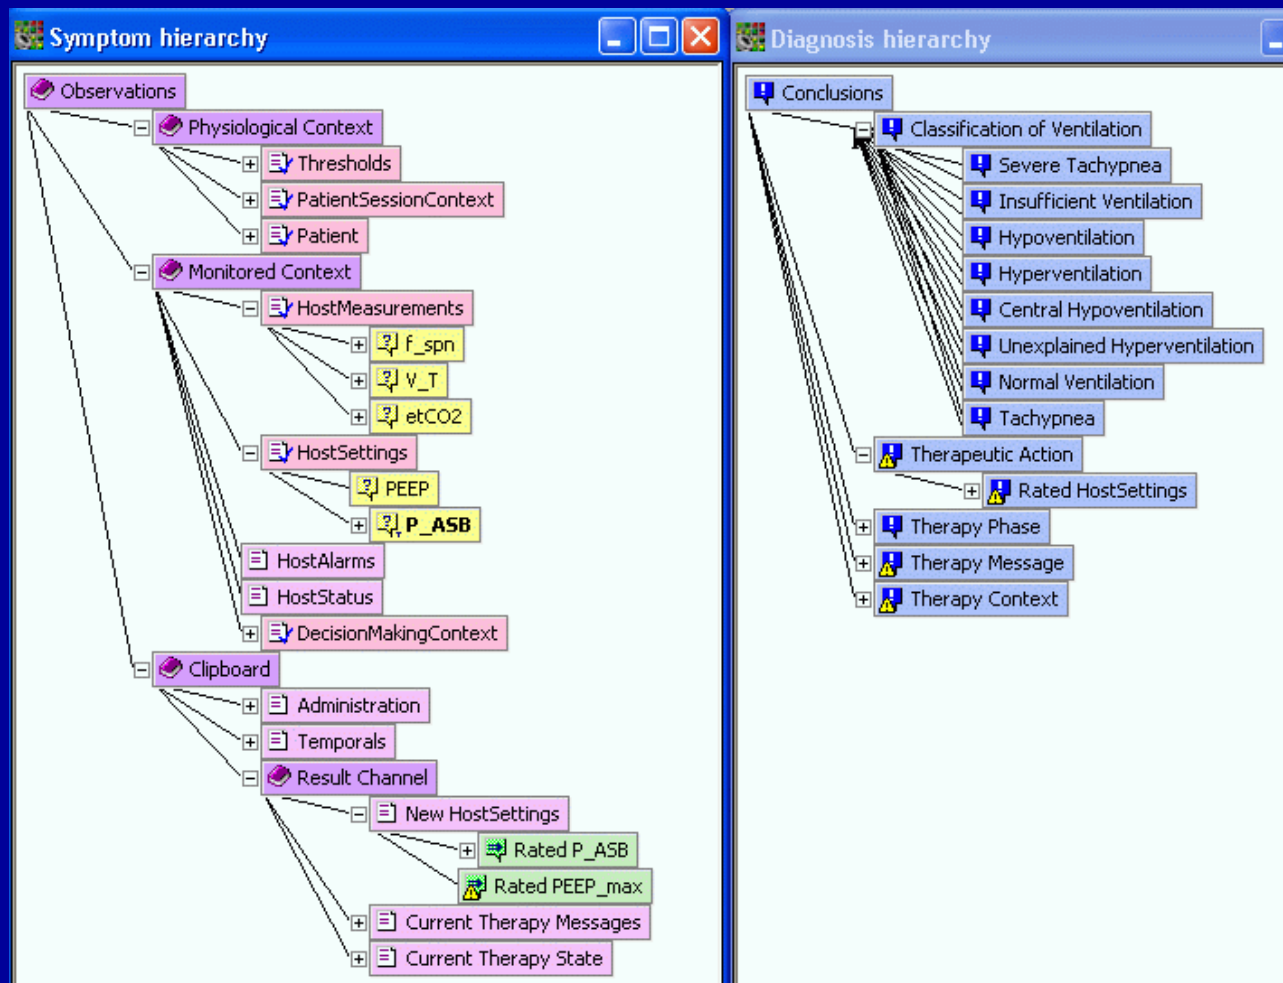 Symptom hierarchy
Observations
Physiological Context
Thresholds
PatientSessionContext
Patient
Monitored Context
HostMeasurements
f_spn
V_T
etCO2
HostSettings
PEEP
P_ASB
HostAlarms
HostStatus
DecisionMakingContext
Clipboard
Administration
Temporals
Result Channel
New HostSettings
Rated P_ASB
Rated PEEP_max
Current Therapy Messages
Current Therapy State
Diagnosis hierarchy
Conclusions
Classification of Ventilation
Severe Tachypnea
Insufficient Ventilation
Hypoventilation
Hyperventilation
Central Hypoventilation
Unexplained Hyperventilation
Normal Ventilation
Tachypnea
Therapeutic Action
Rated HostSettings
Therapy Phase
Therapy Message
Therapy Context